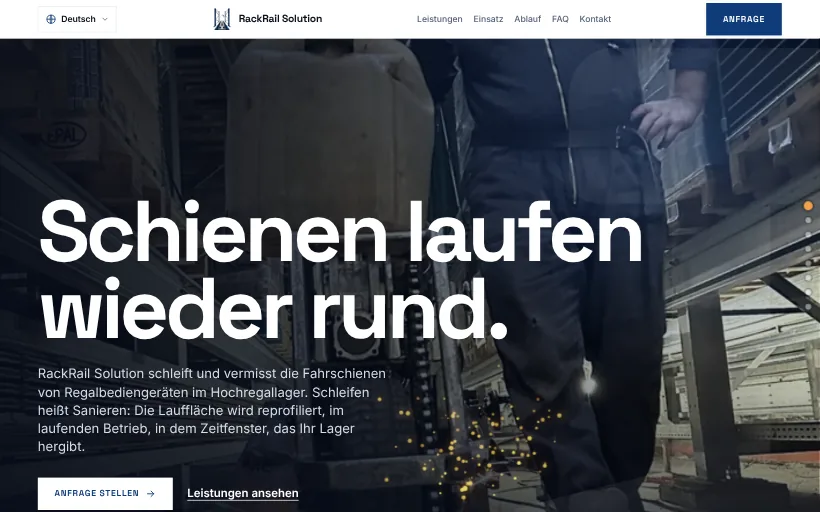 Deutsch
RackRail Solution
Leistungen Einsatz Ablauf FAQ Kontakt
ANFRAGE
EPAL
Schienen laufen
wieder rund.
RackRail Solution schleift und vermisst die Fahrschienen
von Regalbediengeräten im Hochregallager. Schleifen
heißt Sanieren: Die Lauffläche wird reprofiliert, im
laufenden Betrieb, in dem Zeitfenster, das Ihr Lager
hergibt.
ANFRAGE STELLEN →
Leistungen ansehen